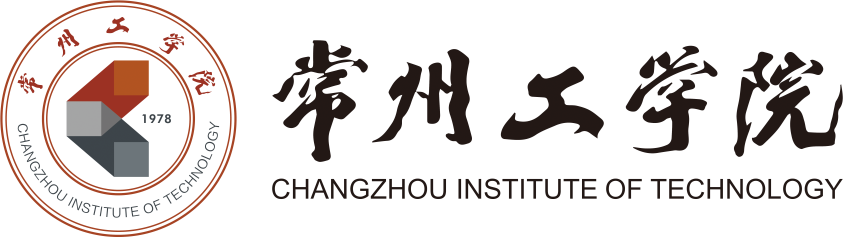 常州工学院
1978
CHANGZHOU INSTITUTE OF TECHNOLOGY
常州工学院
CHANGZHOU INSTITUTE OF TECHNOLOGY